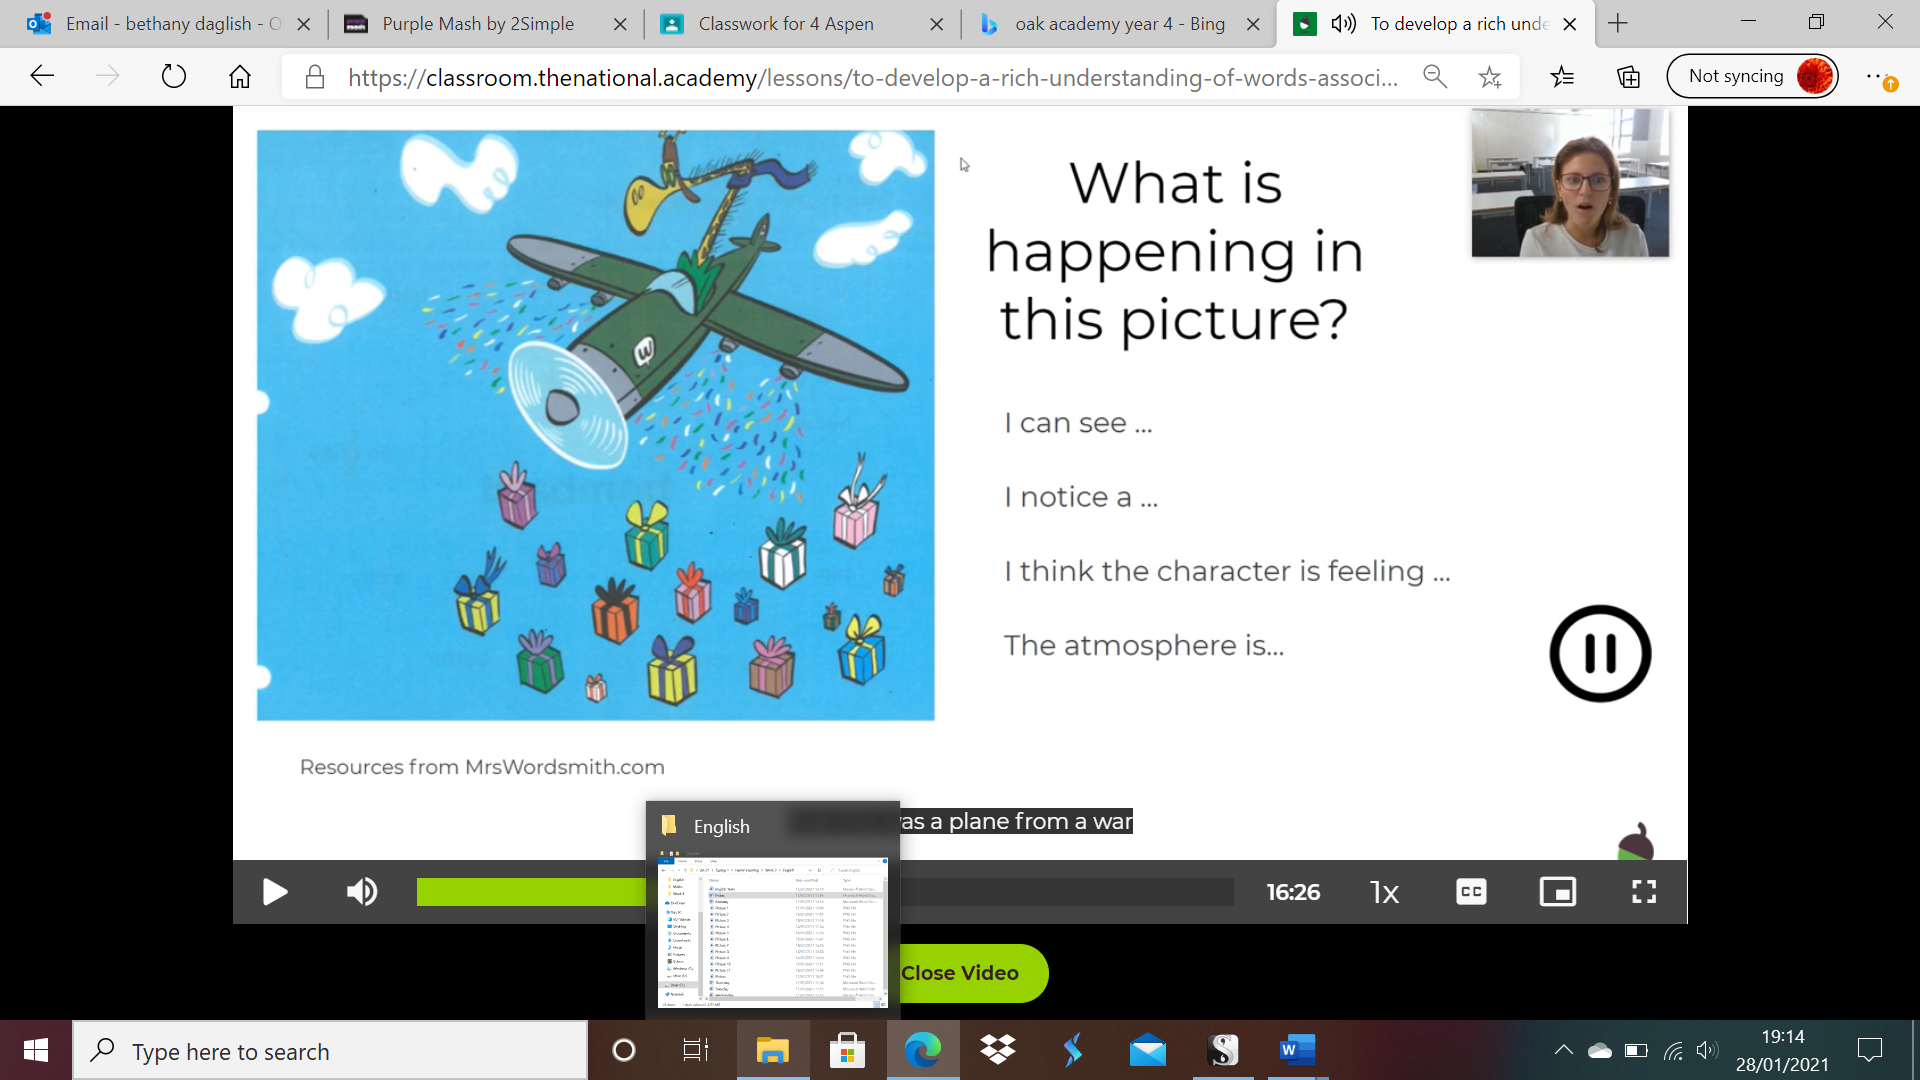 Email - bethany daglish - O
Purple Mash by 2Simple
Classwork for 4 Aspen
oak academy year 4 - Bing
To develop a rich unde
https://classroom.thenational.academy/lessons/to-develop-a-rich-understanding-of-words-associ...
Not syncing
W
What is
happening in
this picture?
I can see ...
I notice a ...
I think the character is feeling ...
The atmosphere is...
Resources from MrsWordsmith.com
as a plane from a war
English
16:26
1x
CC
Close Video
Type here to search
19:14
28/01/2021